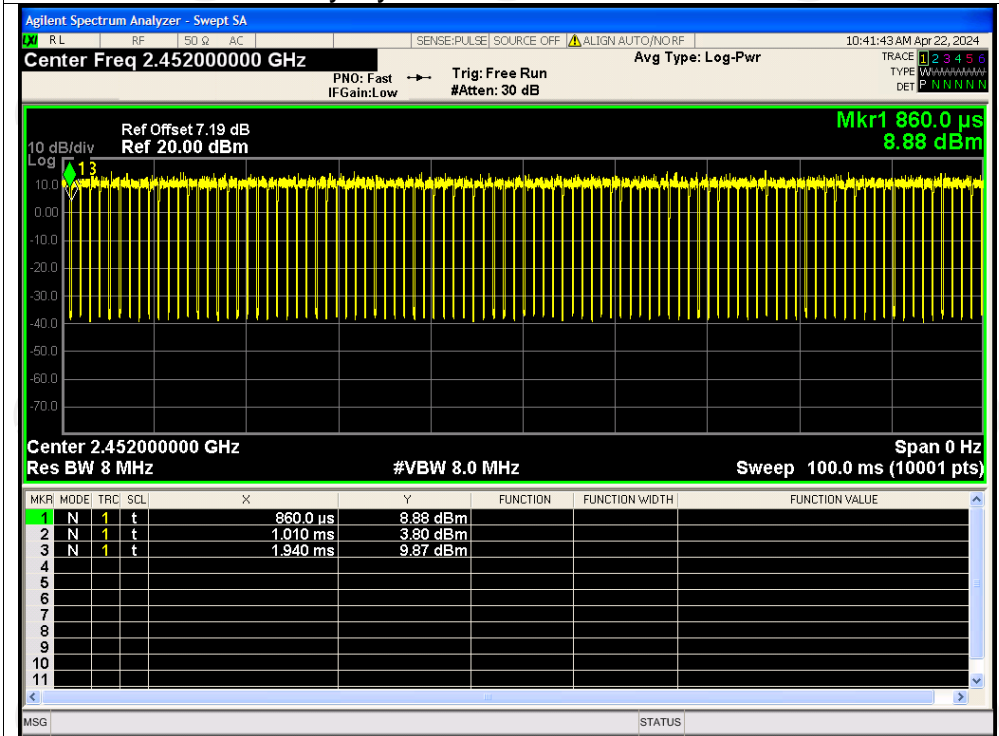 Agilent Spectrum Analyzer - Swept SA
LXI RL RF 50 Ω AC SENSE:PULSE SOURCE OFF ALIGN AUTO/NO RF 10:41:43 AM Apr 22, 2024
Center Freq 2.452000000 GHz Avg Type: Log-Pwr TRACE 1 2 3 4 5 6
PNO: Fast Trig: Free Run TYPE
IFGain:Low #Atten: 30 dB DET P N N N N N
Mkr1 860.0 µs
Ref Offset 7.19 dB 8.88 dBm
10 dB/div Ref 20.00 dBm
Log
1 3
10.0
0.00
-10.0
-20.0
-30.0
-40.0
-50.0
-60.0
-70.0
Center 2.452000000 GHz Span 0 Hz
Res BW 8 MHz #VBW 8.0 MHz Sweep 100.0 ms (10001 pts)
MKR MODE TRC SCL X Y FUNCTION FUNCTION WIDTH FUNCTION VALUE
1 N 1 t 860.0 µs 8.88 dBm
2 N 1 t 1.010 ms 3.80 dBm
3 N 1 t 1.940 ms 9.87 dBm
4
5
6
7
8
9
10
11
MSG STATUS